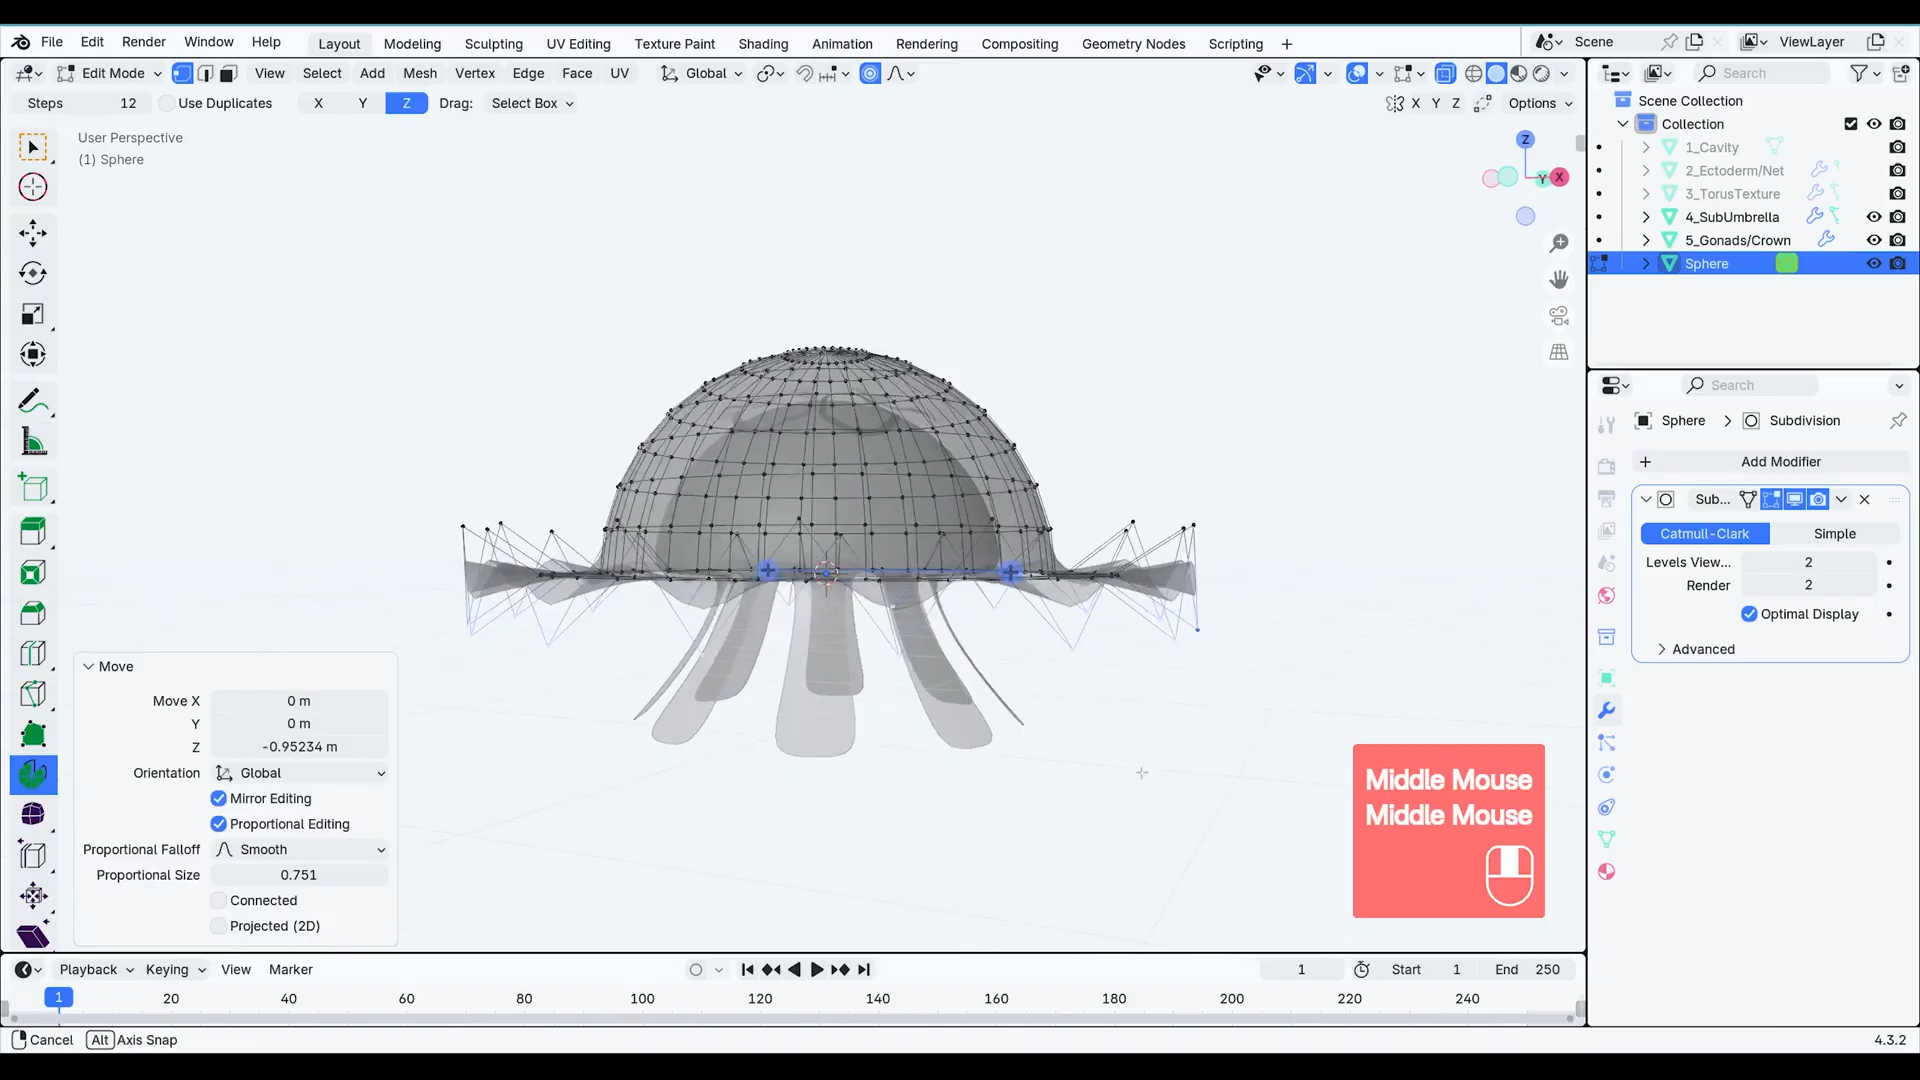 File Edit Render Window Help Layout Modeling Sculpting UV Editing Texture Paint Shading Animation Rendering Compositing Geometry Nodes Scripting + Scene ViewLayer
Edit Mode View Select Add Mesh Vertex Edge Face UV Global Search
Steps 12 Use Duplicates X Y Z Drag: Select Box X Y Z Options
User Perspective
(1) Sphere
Z
Y X
Scene Collection
Collection
1_Cavity
2_Ectoderm/Net
3_TorusTexture
4_SubUmbrella
5_Gonads/Crown
Sphere
Search
Sphere > Subdivision
+ Add Modifier
Sub...
Catmull-Clark Simple
Levels View... 2
Render 2
Optimal Display
Advanced
Move
Move X 0 m
Y 0 m
Z -0.95234 m
Orientation Global
Mirror Editing
Proportional Editing
Proportional Falloff Smooth
Proportional Size 0.751
Connected
Projected (2D)
Middle Mouse
Middle Mouse
Playback Keying View Marker 1 Start 1 End 250
1 20 40 60 80 100 120 140 160 180 200 220 240
Cancel Alt Axis Snap 4.3.2